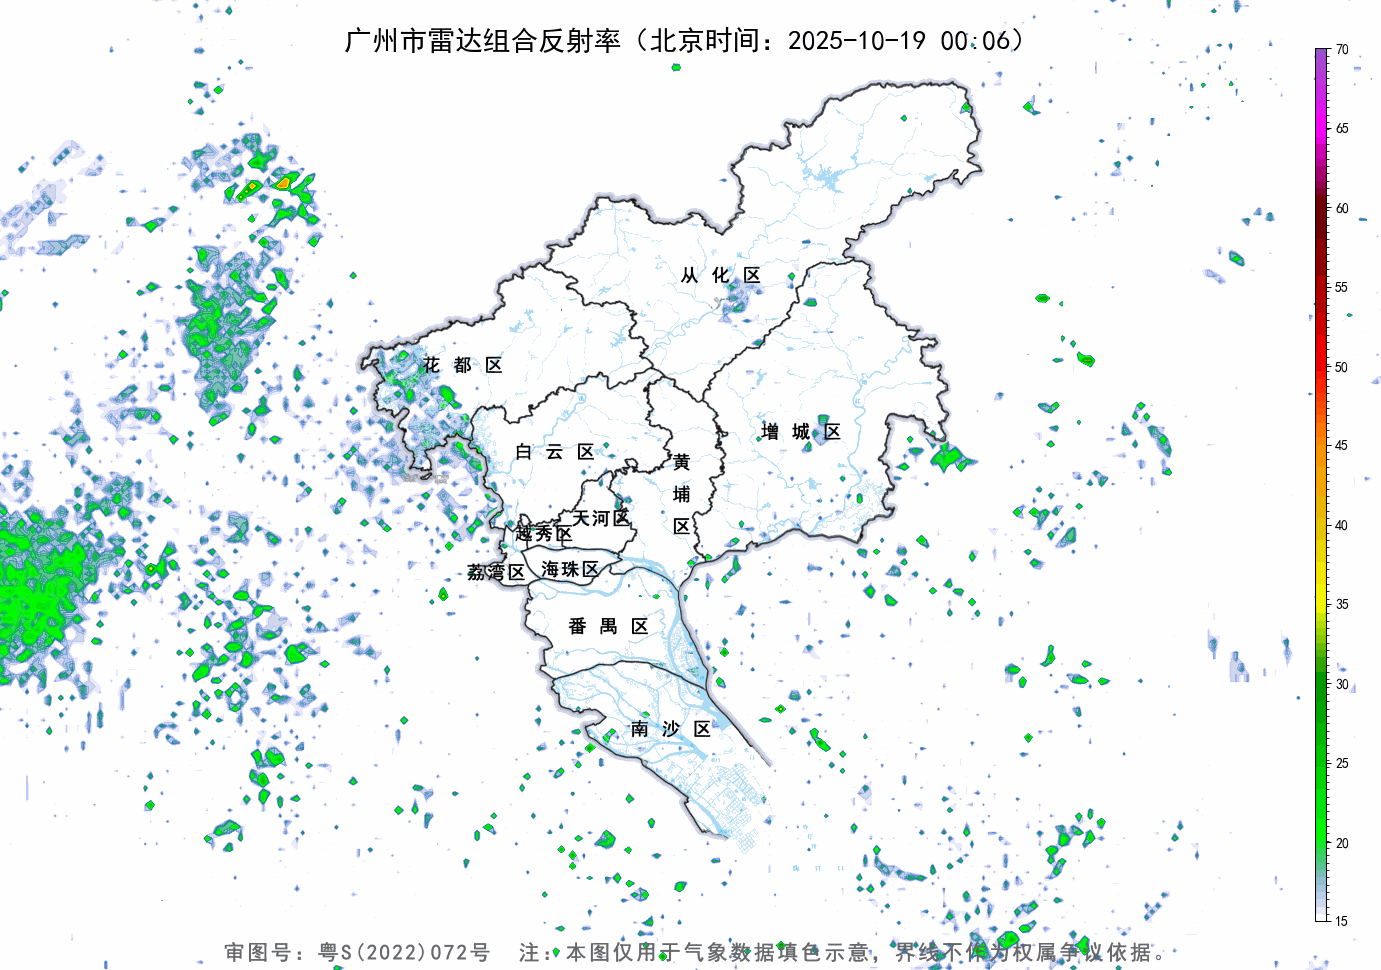 广州市雷达组合反射率（北京时间：2025-10-19 00:06）
70
65
60
55
50
45
40
35
30
25
20
15
从化区
花都区
增城区
白云区
黄埔区
天河区
越秀区
海珠区
荔湾区
番禺区
南沙区
审图号：粤S(2022)072号 注：本图仅用于气象数据填色示意，界线不作为权属争议依据。